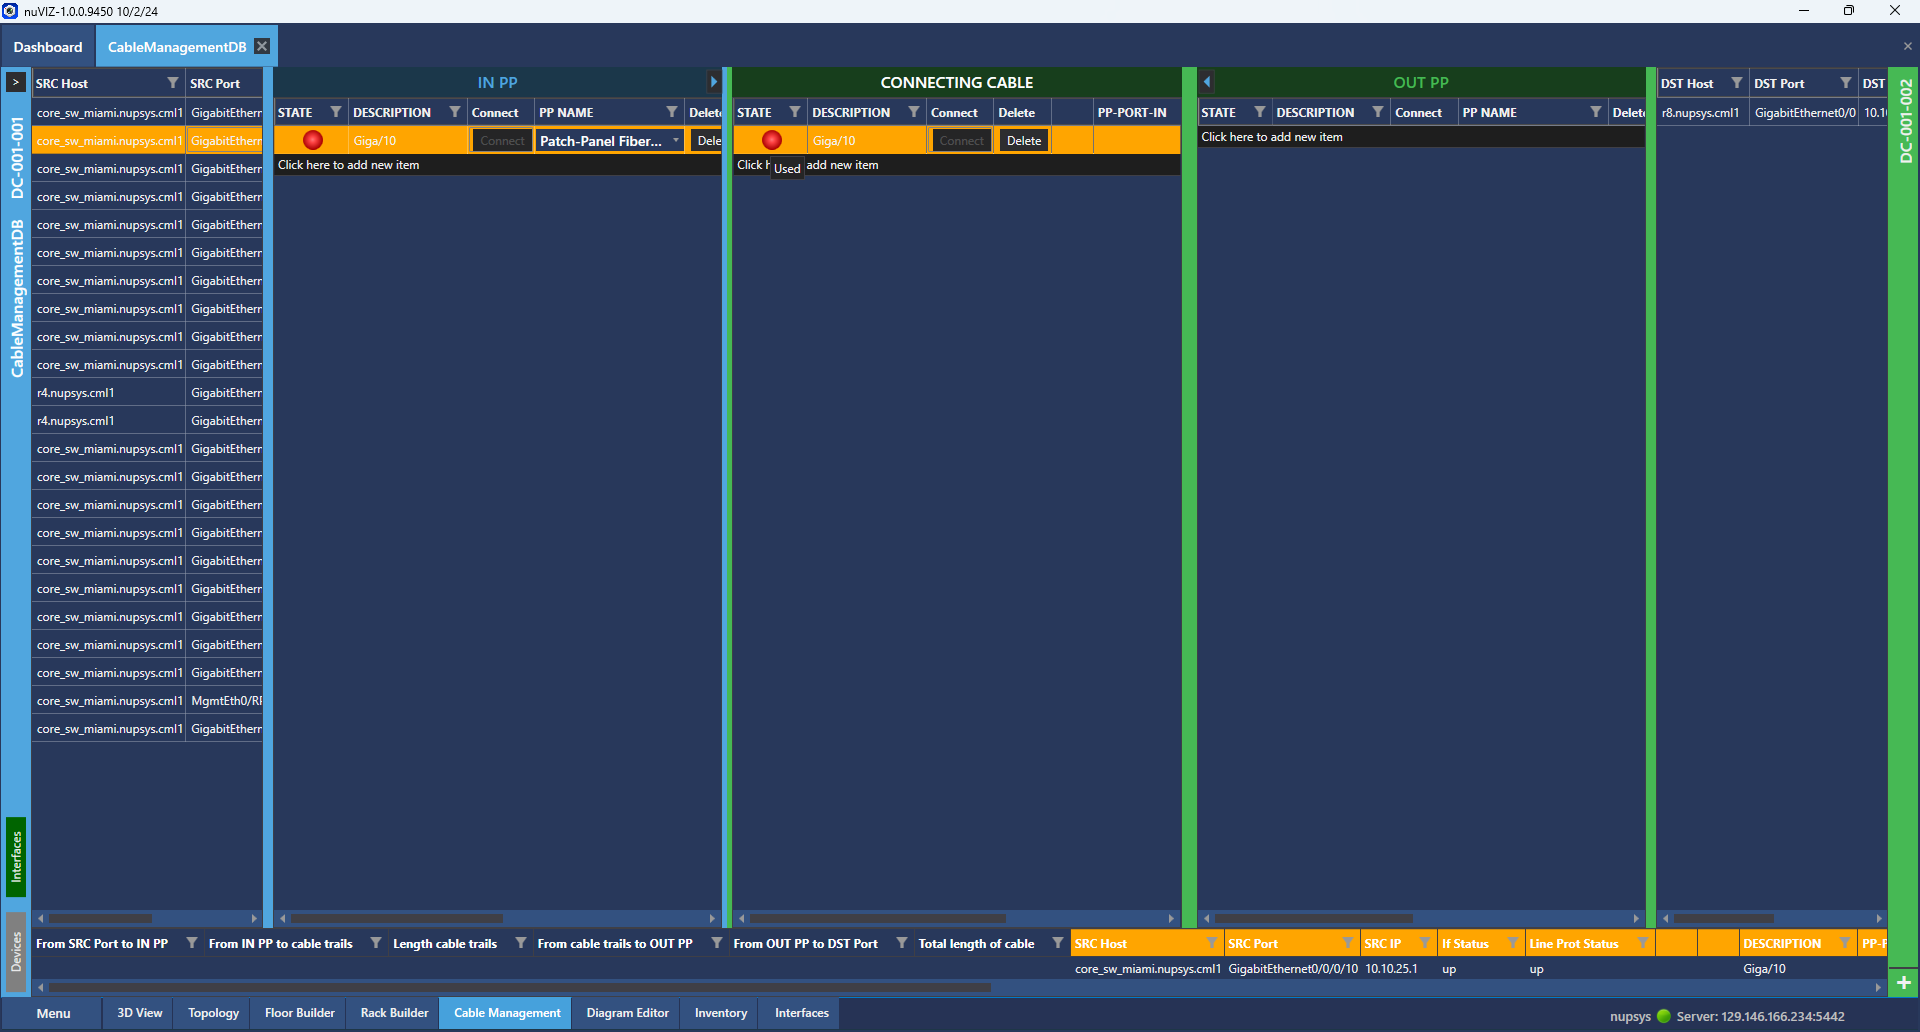 nuVIZ-1.0.0.9450 10/2/24
Dashboard CableManagementDB
> SRC Host SRC Port IN PP CONNECTING CABLE OUT PP DST Host DST Port DST
STATE DESCRIPTION Connect PP NAME Delete STATE DESCRIPTION Connect Delete PP-PORT-IN STATE DESCRIPTION Connect PP NAME Delete
core_sw_miami.nupsys.cml1 GigabitEthern r8.nupsys.cml1 GigabitEthernet0/0 10.1
core_sw_miami.nupsys.cml1 GigabitEthern Giga/10 Connect Patch-Panel Fiber... Dele Giga/10 Connect Delete Click here to add new item
Click here to add new item Click h Used add new item
core_sw_miami.nupsys.cml1 GigabitEthern
core_sw_miami.nupsys.cml1 GigabitEthern
core_sw_miami.nupsys.cml1 GigabitEthern
core_sw_miami.nupsys.cml1 GigabitEthern
core_sw_miami.nupsys.cml1 GigabitEthern
core_sw_miami.nupsys.cml1 GigabitEthern
core_sw_miami.nupsys.cml1 GigabitEthern
core_sw_miami.nupsys.cml1 GigabitEthern
r4.nupsys.cml1 GigabitEthern
r4.nupsys.cml1 GigabitEthern
core_sw_miami.nupsys.cml1 GigabitEthern
core_sw_miami.nupsys.cml1 GigabitEthern
core_sw_miami.nupsys.cml1 GigabitEthern
core_sw_miami.nupsys.cml1 GigabitEthern
core_sw_miami.nupsys.cml1 GigabitEthern
core_sw_miami.nupsys.cml1 GigabitEthern
core_sw_miami.nupsys.cml1 GigabitEthern
core_sw_miami.nupsys.cml1 GigabitEthern
core_sw_miami.nupsys.cml1 GigabitEthern
core_sw_miami.nupsys.cml1 MgmtEth0/RP
core_sw_miami.nupsys.cml1 GigabitEthern
DC-001-001
CableManagementDB
Interfaces
Devices
DC-001-002
From SRC Port to IN PP From IN PP to cable trails Length cable trails From cable trails to OUT PP From OUT PP to DST Port Total length of cable SRC Host SRC Port SRC IP If Status Line Prot Status DESCRIPTION PP-P
core_sw_miami.nupsys.cml1 GigabitEthernet0/0/0/10 10.10.25.1 up up Giga/10
+
Menu 3D View Topology Floor Builder Rack Builder Cable Management Diagram Editor Inventory Interfaces nupsys Server: 129.146.166.234:5442